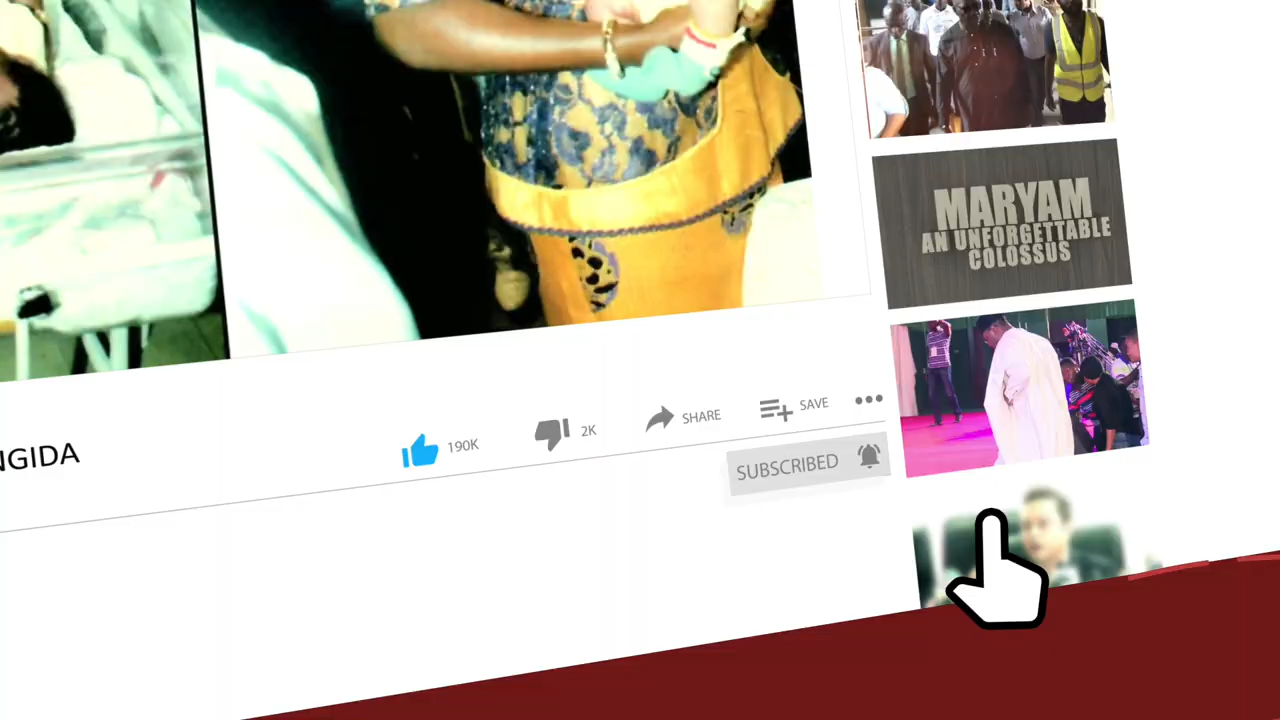 MARYAM
AN UNFORGETTABLE
COLOSSUS
NGIDA
190K
2K
SHARE
SAVE
SUBSCRIBED